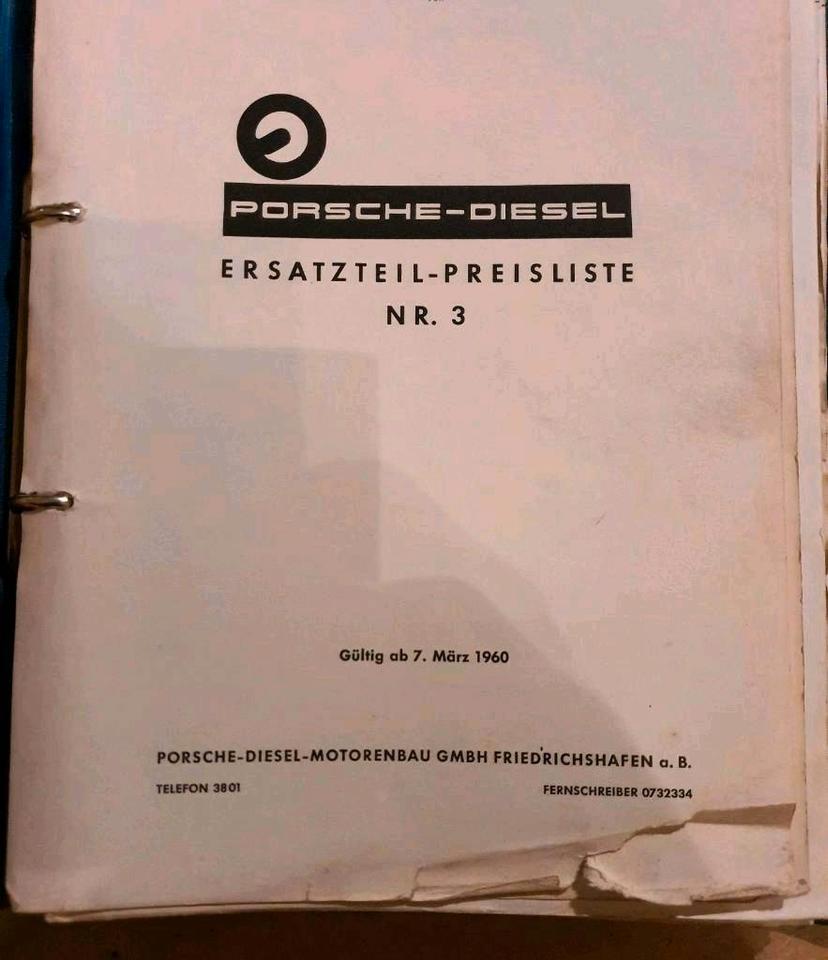 PORSCHE-DIESEL
ERSATZTEIL-PREISLISTE
NR. 3
Gültig ab 7. März 1960
PORSCHE-DIESEL-MOTORENBAU GMBH FRIEDRICHSHAFEN a. B.
TELEFON 3801 FERNSCHREIBER 0732334